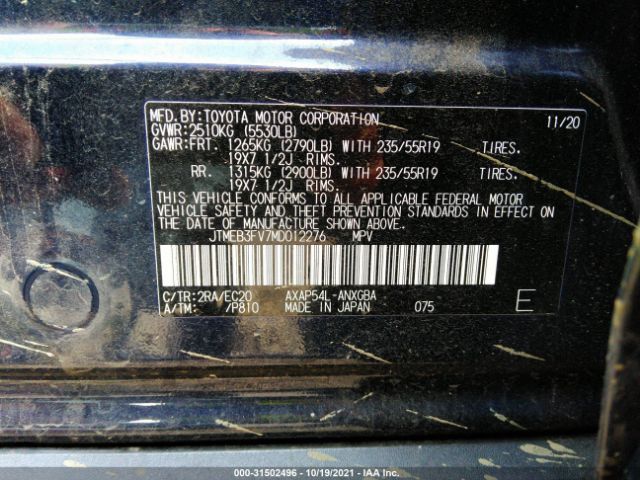 MFD.BY:TOYOTA MOTOR CORPORATION 11/20
GVWR:2510KG (5530LB)
GAWR:FRT. 1265KG (2790LB) WITH 235/55R19 TIRES.
19X7 1/2J RIMS.
RR. 1315KG (2900LB) WITH 235/55R19 TIRES.
19X7 1/2J RIMS.
THIS VEHICLE CONFORMS TO ALL APPLICABLE FEDERAL MOTOR
VEHICLE SAFETY AND THEFT PREVENTION STANDARDS IN EFFECT ON
THE DATE OF MANUFACTURE SHOWN ABOVE.
JTMEB3FV7MD012276 MPV
C/TR:2RA/EC20 AXAP54L-ANXGBA
A/TM: /P810 MADE IN JAPAN 075 E
000-31502496 - 10/19/2021 - IAA Inc.